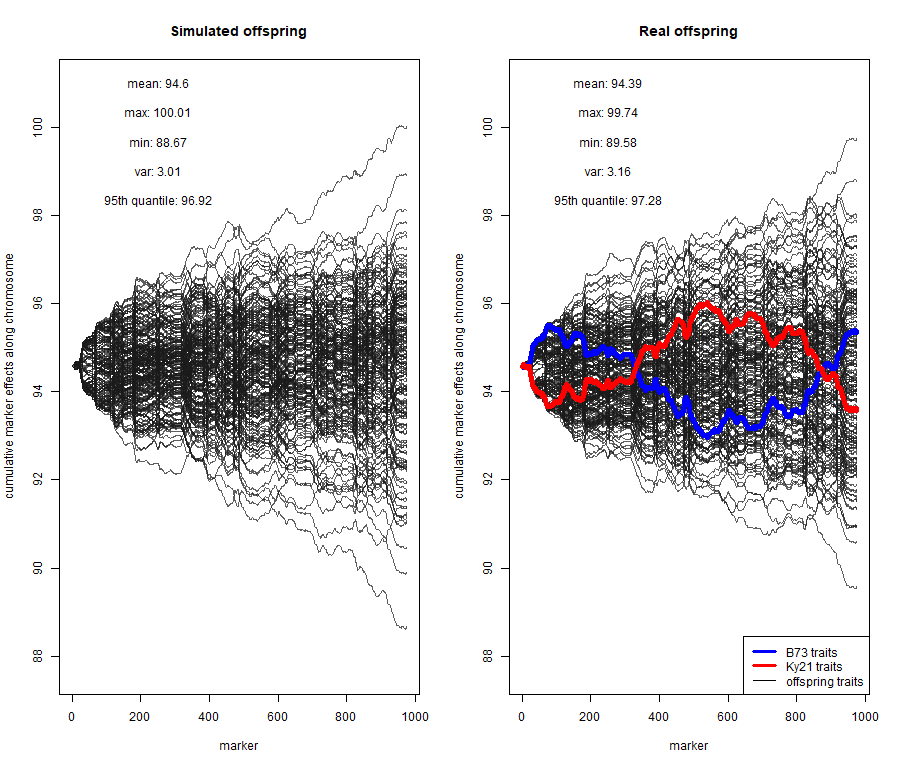 Simulated offspring
mean: 94.6
max: 100.01
min: 88.67
var: 3.01
95th quantile: 96.92
cumulative marker effects along chromosome
100
98
96
94
92
90
88
0 200 400 600 800 1000
marker
Real offspring
mean: 94.39
max: 99.74
min: 89.58
var: 3.16
95th quantile: 97.28
cumulative marker effects along chromosome
100
98
96
94
92
90
88
B73 traits
Ky21 traits
offspring traits
0 200 400 600 800 1000
marker